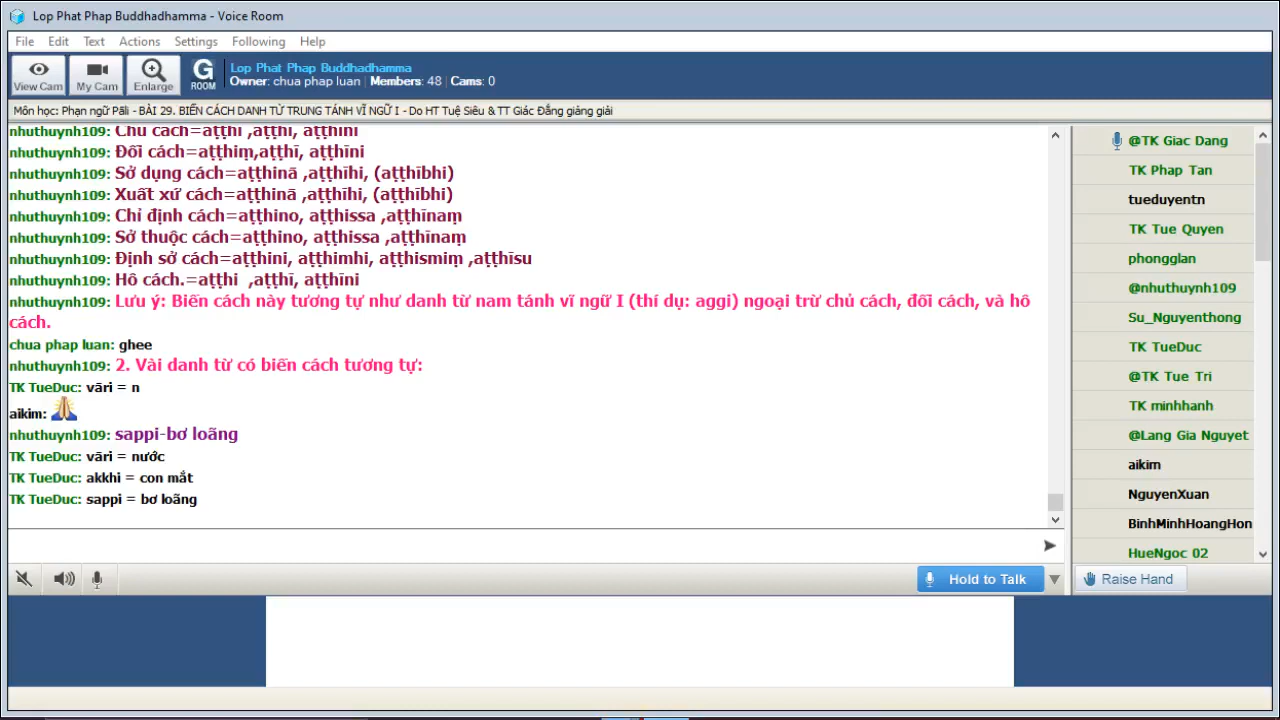 Lop Phat Phap Buddhadhamma - Voice Room
File Edit Text Actions Settings Following Help
View Cam My Cam Enlarge G ROOM
Lop Phat Phap Buddhadhamma
Owner: chua phap luan | Members: 48 | Cams: 0
Môn học: Phạn ngữ Pāli - BÀI 29. BIẾN CÁCH DANH TỪ TRUNG TÁNH VĨ NGỮ I - Do HT Tuệ Siêu & TT Giác Đẳng giảng giải
nhuthuynh109: Chủ cách=aṭṭhi ,aṭṭhī, aṭṭhīni
nhuthuynh109: Đối cách=aṭṭhiṃ,aṭṭhī, aṭṭhīni
nhuthuynh109: Sở dụng cách=aṭṭhinā ,aṭṭhīhi, (aṭṭhībhi)
nhuthuynh109: Xuất xứ cách=aṭṭhinā ,aṭṭhīhi, (aṭṭhībhi)
nhuthuynh109: Chỉ định cách=aṭṭhino, aṭṭhissa ,aṭṭhīnaṃ
nhuthuynh109: Sở thuộc cách=aṭṭhino, aṭṭhissa ,aṭṭhīnaṃ
nhuthuynh109: Định sở cách=aṭṭhini, aṭṭhimhi, aṭṭhismiṃ ,aṭṭhīsu
nhuthuynh109: Hô cách.=aṭṭhi ,aṭṭhī, aṭṭhīni
nhuthuynh109: Lưu ý: Biến cách này tương tự như danh từ nam tánh vĩ ngữ I (thí dụ: aggi) ngoại trừ chủ cách, đối cách, và hô
cách.
chua phap luan: ghee
nhuthuynh109: 2. Vài danh từ có biến cách tương tự:
TK TueDuc: vāri = n
aikim:
nhuthuynh109: sappi-bơ loãng
TK TueDuc: vāri = nước
TK TueDuc: akkhi = con mắt
TK TueDuc: sappi = bơ loãng
Hold to Talk
@TK Giac Dang
TK Phap Tan
tueduyentn
TK Tue Quyen
phongglan
@nhuthuynh109
Su_Nguyenthong
TK TueDuc
@TK Tue Tri
TK minhhanh
@Lang Gia Nguyet
aikim
NguyenXuan
BinhMinhHoangHon
HueNgoc 02
Raise Hand